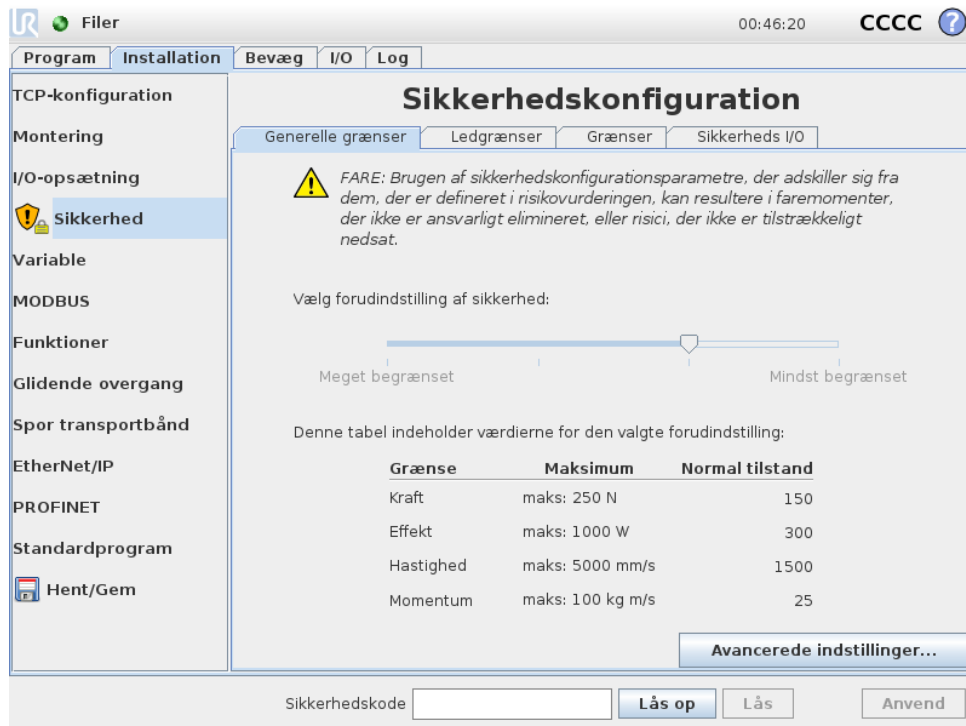 UR Filer 00:46:20 CCCC ?
Program Installation Bevæg I/O Log
TCP-konfiguration
Montering
I/O-opsætning
Sikkerhed
Variable
MODBUS
Funktioner
Glidende overgang
Spor transportbånd
EtherNet/IP
PROFINET
Standardprogram
Hent/Gem
Sikkerhedskonfiguration
Generelle grænser Ledgrænser Grænser Sikkerheds I/O
FARE: Brugen af sikkerhedskonfigurationsparametre, der adskiller sig fra
dem, der er defineret i risikovurderingen, kan resultere i faremomenter,
der ikke er ansvarligt elimineret, eller risici, der ikke er tilstrækkeligt
nedsat.
Vælg forudindstilling af sikkerhed:
Meget begrænset Mindst begrænset
Denne tabel indeholder værdierne for den valgte forudindstilling:
Grænse Maksimum Normal tilstand
Kraft maks: 250 N 150
Effekt maks: 1000 W 300
Hastighed maks: 5000 mm/s 1500
Momentum maks: 100 kg m/s 25
Avancerede indstillinger...
Sikkerhedskode Lås op Lås Anvend